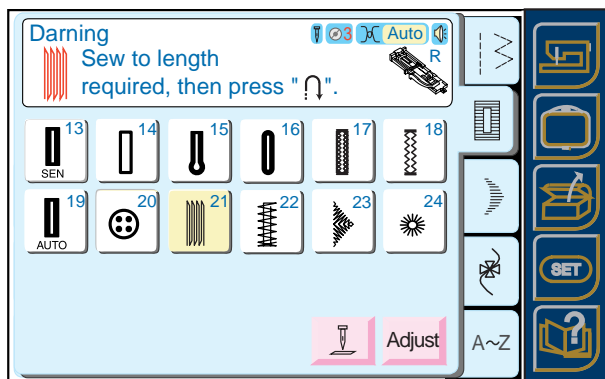 Darning
3 Auto
Sew to length
R
required, then press " ".
13 14 15 16 17 18
SEN
19 20 21 22 23 24
AUTO
Adjust
A~Z
SET
?